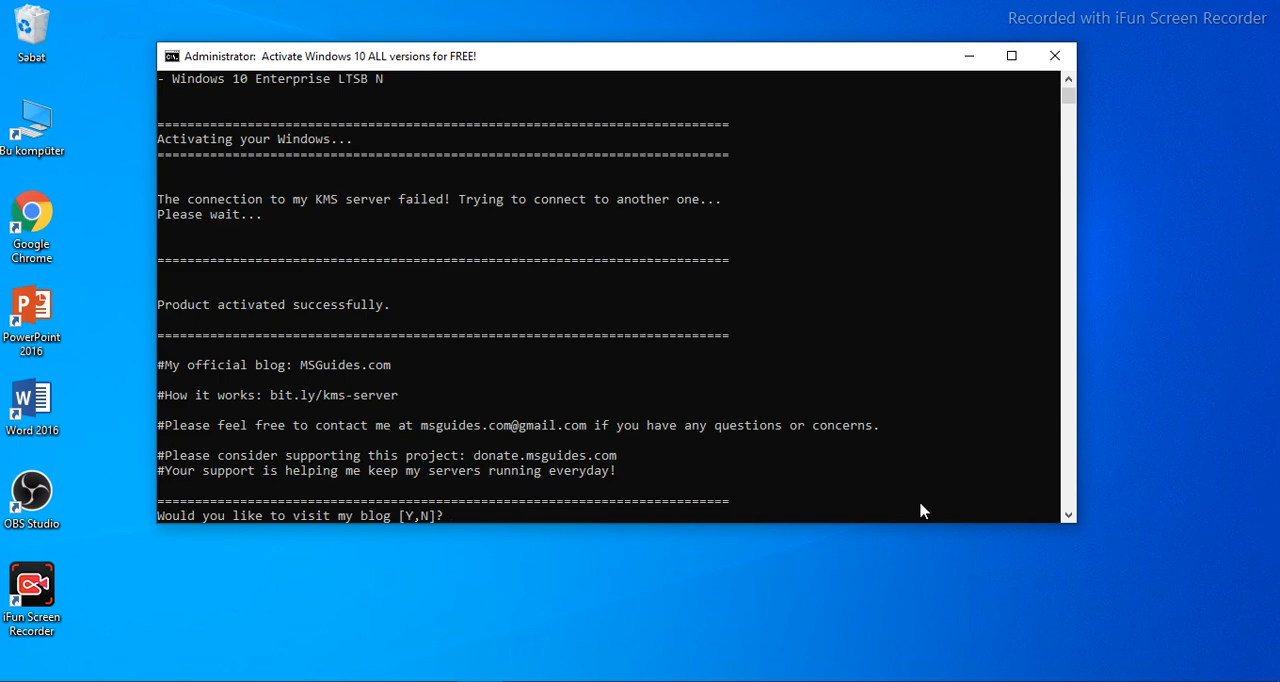 Recorded with iFun Screen Recorder
Səbət
Bu kompüter
Google
Chrome
PowerPoint
2016
Word 2016
OBS Studio
iFun Screen
Recorder
Administrator:  Activate Windows 10 ALL versions for FREE!
- Windows 10 Enterprise LTSB N
============================================================================
Activating your Windows...
============================================================================
The connection to my KMS server failed! Trying to connect to another one...
Please wait...
============================================================================
Product activated successfully.
============================================================================
#My official blog: MSGuides.com
#How it works: bit.ly/kms-server
#Please feel free to contact me at msguides.com@gmail.com if you have any questions or concerns.
#Please consider supporting this project: donate.msguides.com
#Your support is helping me keep my servers running everyday!
============================================================================
Would you like to visit my blog [Y,N]?